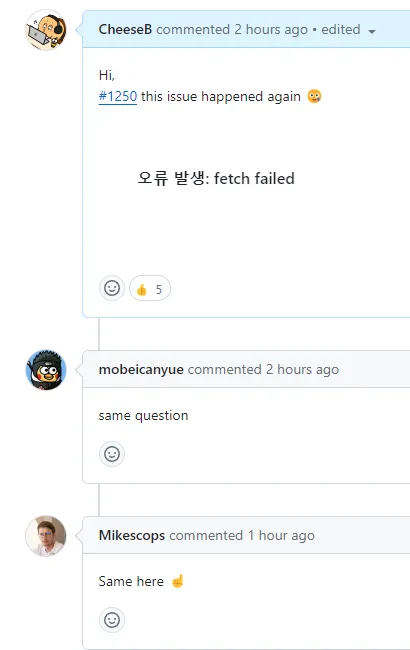 CheeseB commented 2 hours ago • edited
Hi,
#1250 this issue happened again 🤪
오류 발생: fetch failed
👍 5
mobeicanyue commented 2 hours ago
same question
Mikescops commented 1 hour ago
Same here ☝️